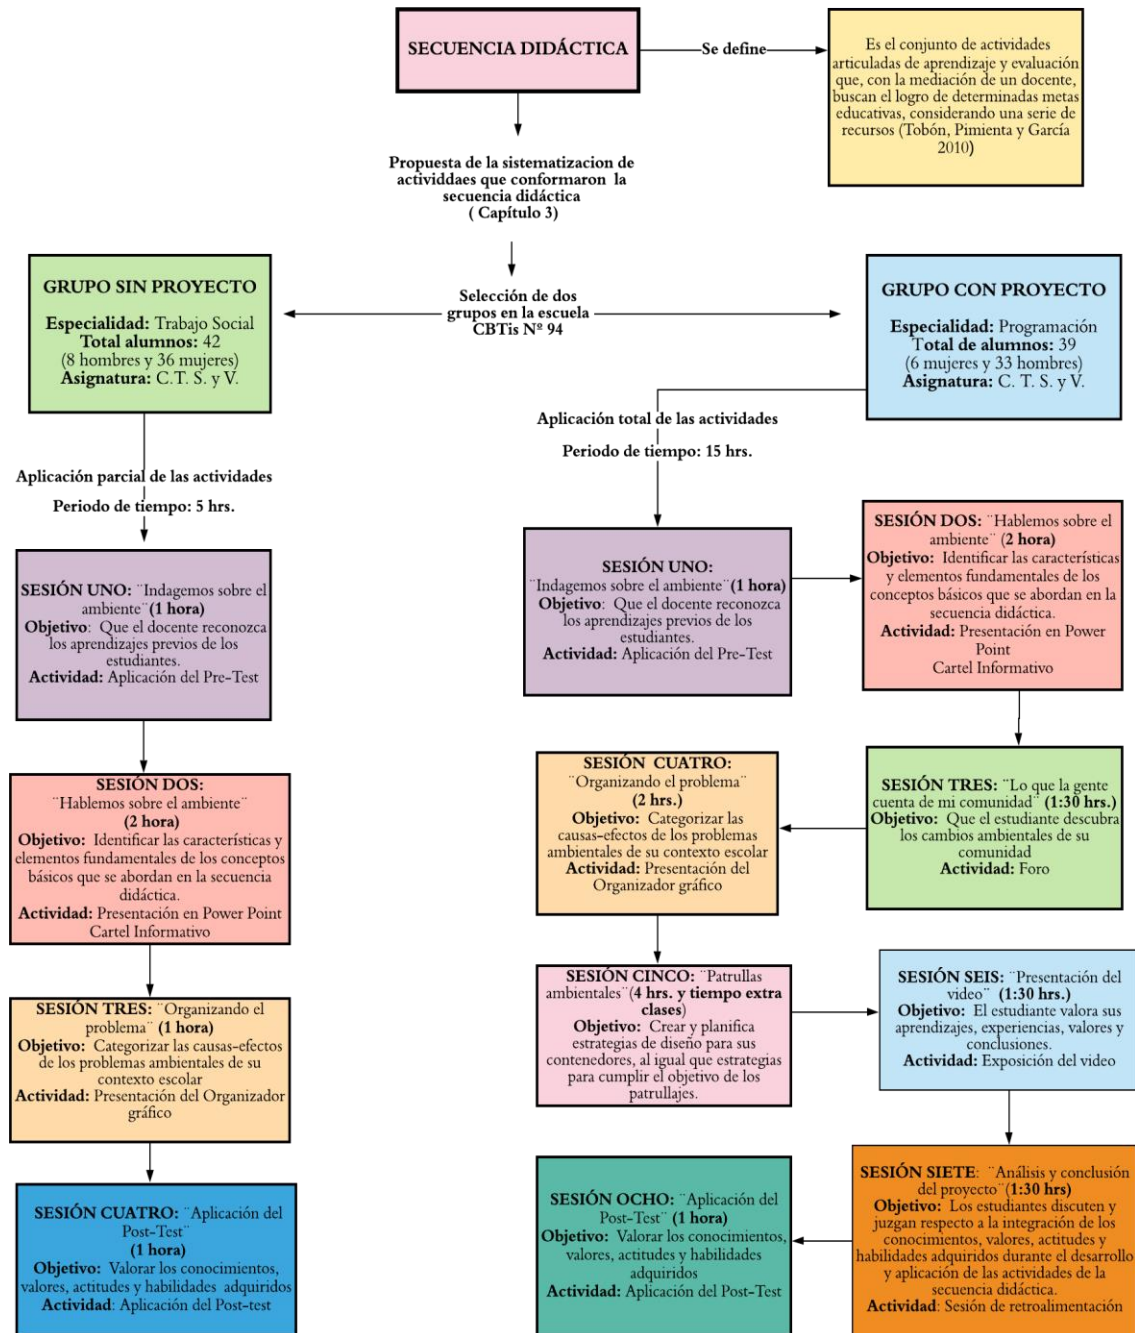 SECUENCIA DIDÁCTICA
Se define
Es el conjunto de actividades
articuladas de aprendizaje y evaluación
que, con la mediación de un docente,
buscan el logro de determinadas metas
educativas, considerando una serie de
recursos (Tobón, Pimienta y García
2010)
Propuesta de la sistematizacion de
actividdaes que conformaron la
secuencia didáctica
( Capítulo 3)
Selección de dos
grupos en la escuela
CBTis Nº 94
GRUPO SIN PROYECTO
Especialidad: Trabajo Social
Total alumnos: 42
(8 hombres y 36 mujeres)
Asignatura: C. T. S. y V.
GRUPO CON PROYECTO
Especialidad: Programación
Total de alumnos: 39
(6 mujeres y 33 hombres)
Asignatura: C. T. S. y V.
Aplicación parcial de las actividades
Periodo de tiempo: 5 hrs.
SESIÓN UNO: ¨Indagemos sobre el
ambiente¨ (1 hora)
Objetivo: Que el docente reconozca
los aprendizajes previos de los
estudiantes.
Actividad: Aplicación del Pre-Test
SESIÓN DOS:
¨Hablemos sobre el ambiente¨
(2 hora)
Objetivo: Identificar las características y
elementos fundamentales de los conceptos
básicos que se abordan en la secuencia
didáctica.
Actividad: Presentación en Power Point
Cartel Informativo
SESIÓN TRES: ¨Organizando el
problema¨ (1 hora)
Objetivo: Categorizar las causas-efectos
de los problemas ambientales de su
contexto escolar
Actividad: Presentación del Organizador
gráfico
SESIÓN CUATRO: ¨Aplicación del
Post-Test¨
(1 hora)
Objetivo: Valorar los conocimientos,
valores, actitudes y habilidades adquiridos
Actividad: Aplicación del Post-test
Aplicación total de las actividades
Periodo de tiempo: 15 hrs.
SESIÓN UNO:
¨Indagemos sobre el ambiente¨ (1 hora)
Objetivo: Que el docente reconozca
los aprendizajes previos de los
estudiantes.
Actividad: Aplicación del Pre-Test
SESIÓN DOS: ¨Hablemos sobre el
ambiente¨ (2 hora)
Objetivo: Identificar las características
y elementos fundamentales de los
conceptos básicos que se abordan en la
secuencia didáctica.
Actividad: Presentación en Power
Point
Cartel Informativo
SESIÓN TRES: ¨Lo que la gente
cuenta de mi comunidad¨ (1:30 hrs.)
Objetivo: Que el estudiante descubra
los cambios ambientales de su
comunidad
Actividad: Foro
SESIÓN CUATRO:
¨Organizando el problema¨
(2 hrs.)
Objetivo: Categorizar las
causas-efectos de los problemas
ambientales de su contexto escolar
Actividad: Presentación del
Organizador gráfico
SESIÓN CINCO: ¨Patrullas
ambientales¨(4 hrs. y tiempo extra
clases)
Objetivo: Crear y planifica
estrategias de diseño para sus
contenedores, al igual que estrategias
para cumplir el objetivo de los
patrullajes.
SESIÓN SEIS: ¨Presentación del
video¨ (1:30 hrs.)
Objetivo: El estudiante valora sus
aprendizajes, experiencias, valores y
conclusiones.
Actividad: Exposición del video
SESIÓN SIETE: ¨Análisis y conclusión
del proyecto¨(1:30 hrs)
Objetivo: Los estudiantes discuten y
juzgan respecto a la integración de los
conocimientos, valores, actitudes y
habilidades adquiridos durante el desarrollo
y aplicación de las actividades de la
secuencia didáctica.
Actividad: Sesión de retroalimentación
SESIÓN OCHO: ¨Aplicación del
Post-Test¨ (1 hora)
Objetivo: Valorar los conocimientos,
valores, actitudes y habilidades
adquiridos
Actividad: Aplicación del Post-Test